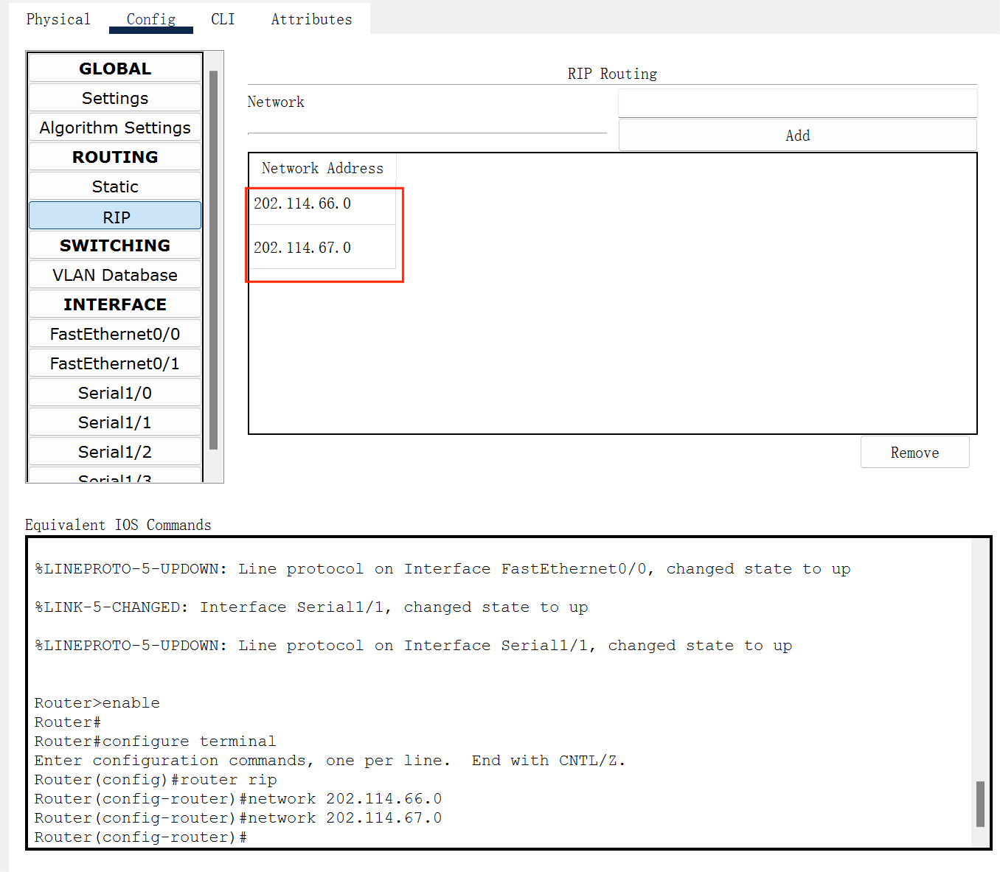 Physical Config CLI Attributes
GLOBAL
Settings
Algorithm Settings
ROUTING
Static
RIP
SWITCHING
VLAN Database
INTERFACE
FastEthernet0/0
FastEthernet0/1
Serial1/0
Serial1/1
Serial1/2
Serial1/3
RIP Routing
Network
Add
Network Address
202.114.66.0
202.114.67.0
Remove
Equivalent IOS Commands
%LINEPROTO-5-UPDOWN: Line protocol on Interface FastEthernet0/0, changed state to up
%LINK-5-CHANGED: Interface Serial1/1, changed state to up
%LINEPROTO-5-UPDOWN: Line protocol on Interface Serial1/1, changed state to up
Router>enable
Router#
Router#configure terminal
Enter configuration commands, one per line.  End with CNTL/Z.
Router(config)#router rip
Router(config-router)#network 202.114.66.0
Router(config-router)#network 202.114.67.0
Router(config-router)#